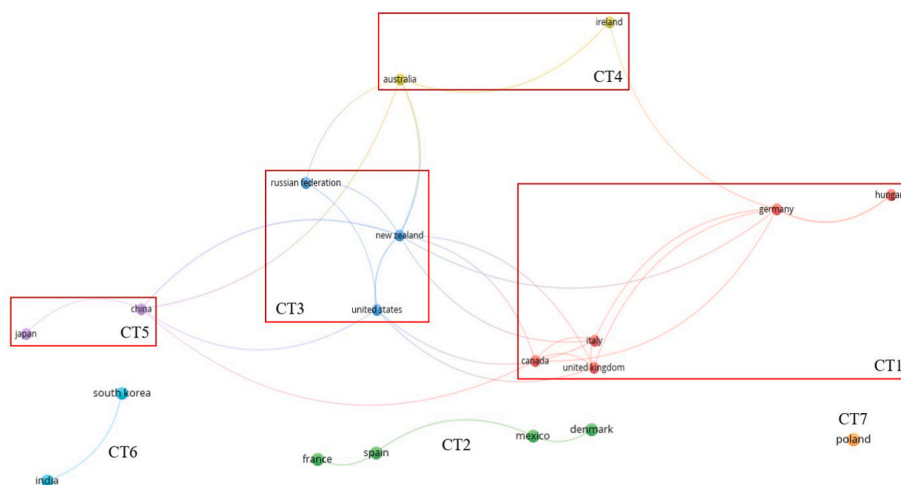 ireland
CT4
australia
russian federation
hungar
germany
new zealand
china
united states
CT3
CT5
japan
italy
canada
united kingdom
CT1
south korea
CT7
denmark
mexico
poland
CT2
CT6
spain
france
india